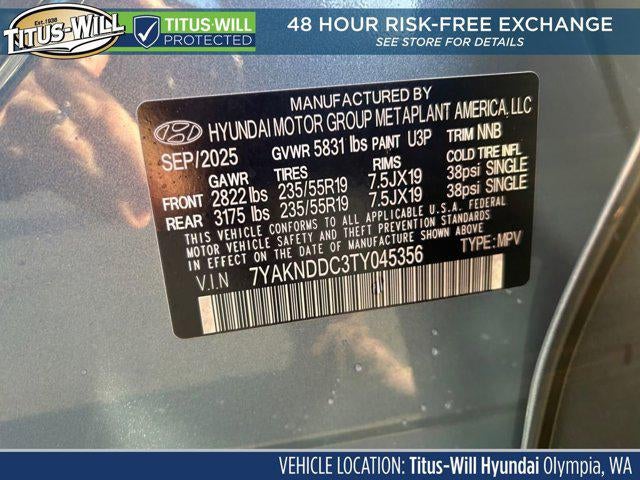 Est. 1938
TITUS-WILL
TITUS-WILL
PROTECTED
48 HOUR RISK-FREE EXCHANGE
SEE STORE FOR DETAILS
MANUFACTURED BY
HYUNDAI MOTOR GROUP METAPLANT AMERICA, LLC
SEP/2025 GVWR 5831 lbs PAINT U3P TRIM NNB
GAWR TIRES RIMS COLD TIRE INFL
FRONT 2822 lbs 235/55R19 7.5JX19 38psi SINGLE
REAR 3175 lbs 235/55R19 7.5JX19 38psi SINGLE
THIS VEHICLE CONFORMS TO ALL APPLICABLE U.S.A. FEDERAL
MOTOR VEHICLE SAFETY AND THEFT PREVENTION STANDARDS
IN EFFECT ON THE DATE OF MANUFACTURE SHOWN ABOVE.
V.I.N 7YAKNDDC3TY045356 TYPE: MPV
VEHICLE LOCATION: Titus-Will Hyundai Olympia, WA